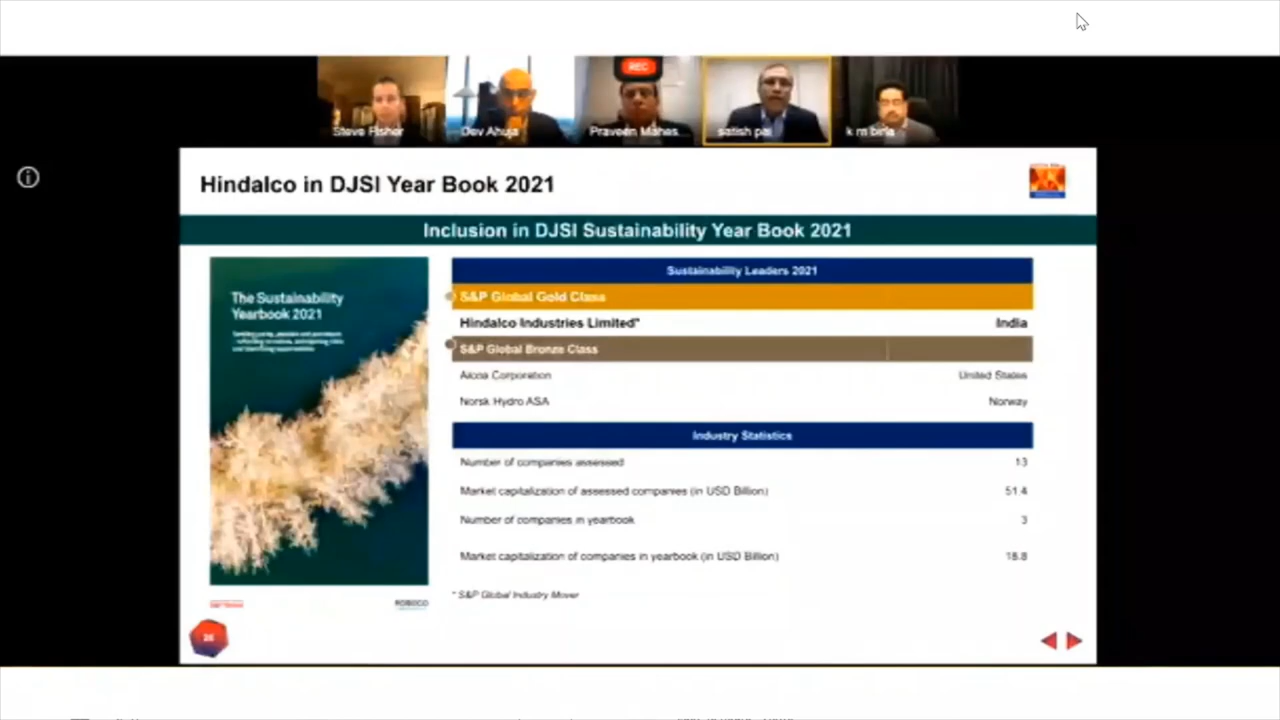 REC
Steve Fisher
Dev Ahuja
Praveen Mahes...
satish pai
k m birla
Hindalco in DJSI Year Book 2021
Inclusion in DJSI Sustainability Year Book 2021
The Sustainability
Yearbook 2021
Sustainability Leaders 2021
S&P Global Gold Class
Hindalco Industries Limited* India
S&P Global Bronze Class
Alcoa Corporation United States
Norsk Hydro ASA Norway
Industry Statistics
Number of companies assessed 13
Market capitalization of assessed companies (in USD Billion) 51.4
Number of companies in yearbook 3
Market capitalization of companies in yearbook (in USD Billion) 18.8
* S&P Global Industry Mover
ROBECO
26